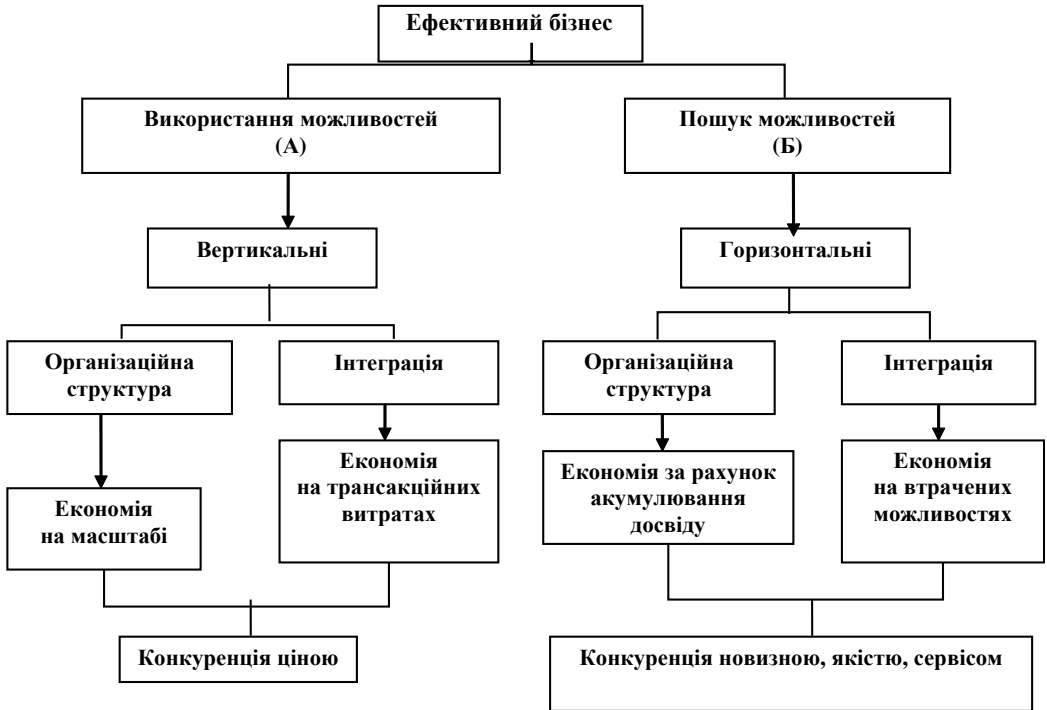 Ефективний бізнес
Використання можливостей
(А)
Пошук можливостей
(Б)
Вертикальні
Горизонтальні
Організаційна
структура
Інтеграція
Організаційна
структура
Інтеграція
Економія
на масштабі
Економія
на трансакційних
витратах
Економія за рахунок
акумулювання
досвіду
Економія
на втрачених
можливостях
Конкуренція ціною
Конкуренція новизною, якістю, сервісом